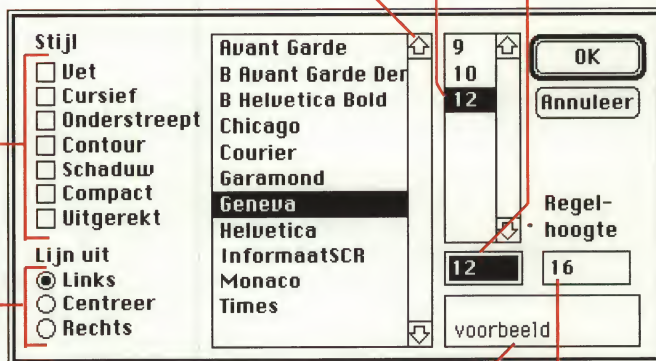 Stijl
Vet
Cursief
Onderstreept
Contour
Schaduw
Compact
Uitgerekt
Lijn uit
Links
Centreer
Rechts
Avant Garde
B Avant Garde Der
B Helvetica Bold
Chicago
Courier
Garamond
Geneva
Helvetica
InformaatSCR
Monaco
Times
9
10
12
12
OK
Annuleer
Regel-
hoogte
16
voorbeeld